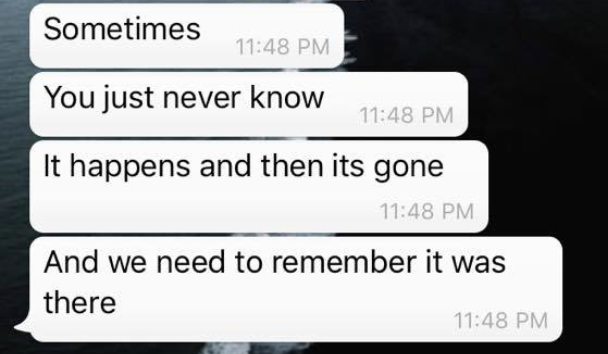 Sometimes
11:48 PM
You just never know
11:48 PM
It happens and then its gone
11:48 PM
And we need to remember it was
there
11:48 PM